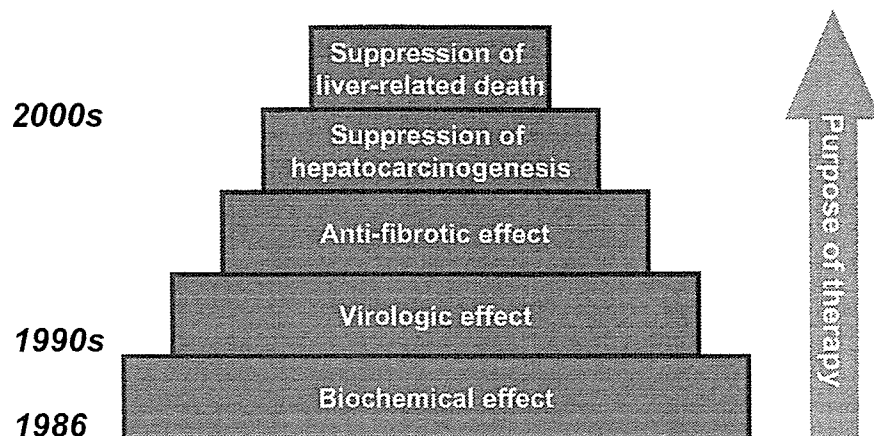 Suppression of
liver-related death
2000s
Suppression of
hepatocarcinogenesis
Anti-fibrotic effect
Virologic effect
1990s
Biochemical effect
1986
Purpose of therapy